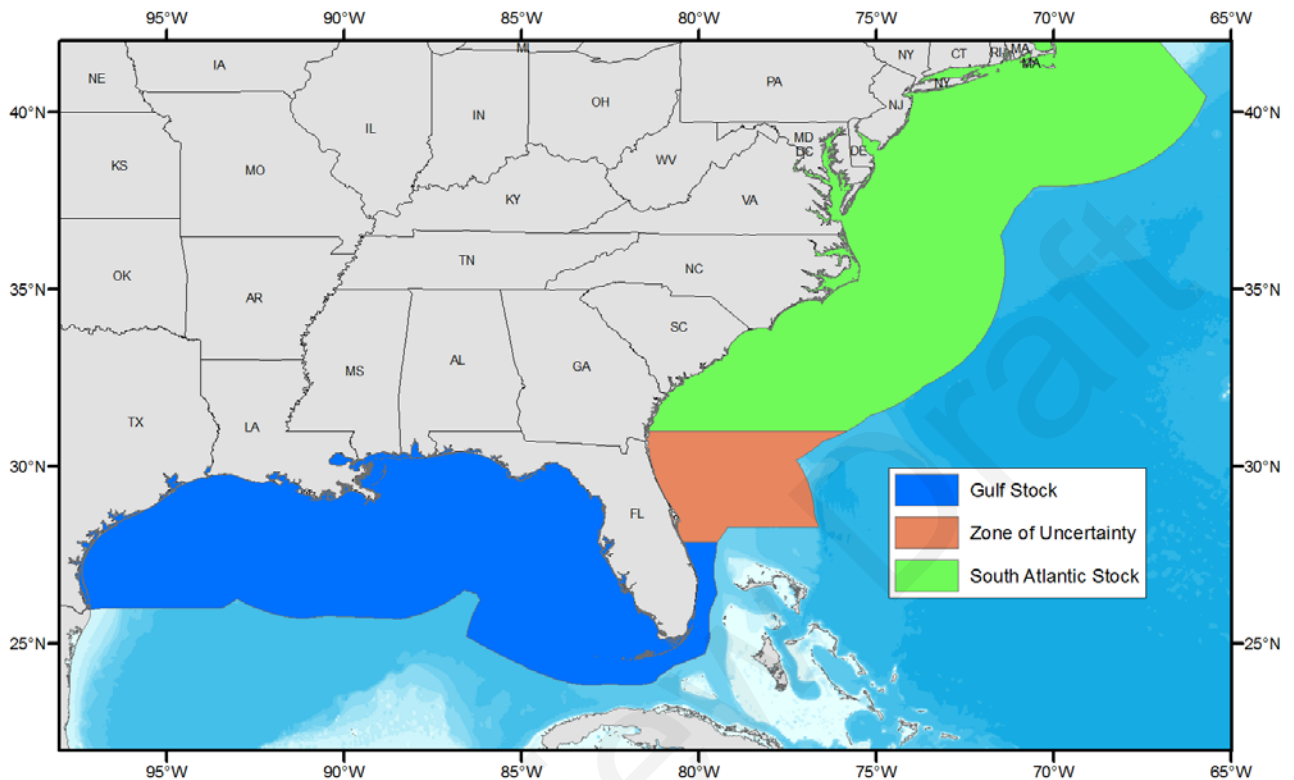 95°W 90°W 85°W 80°W 75°W 70°W 65°W
MI NY CT RI MA
NE IA MA
PA NY
40°N OH NJ 40°N
IL IN
MD
DC DE
KS MO WV
KY VA
OK TN NC
35°N AR 35°N
SC
MS AL GA
TX LA
30°N 30°N
FL
Gulf Stock
Zone of Uncertainty
South Atlantic Stock
25°N 25°N
95°W 90°W 85°W 80°W 75°W 70°W 65°W
Draft